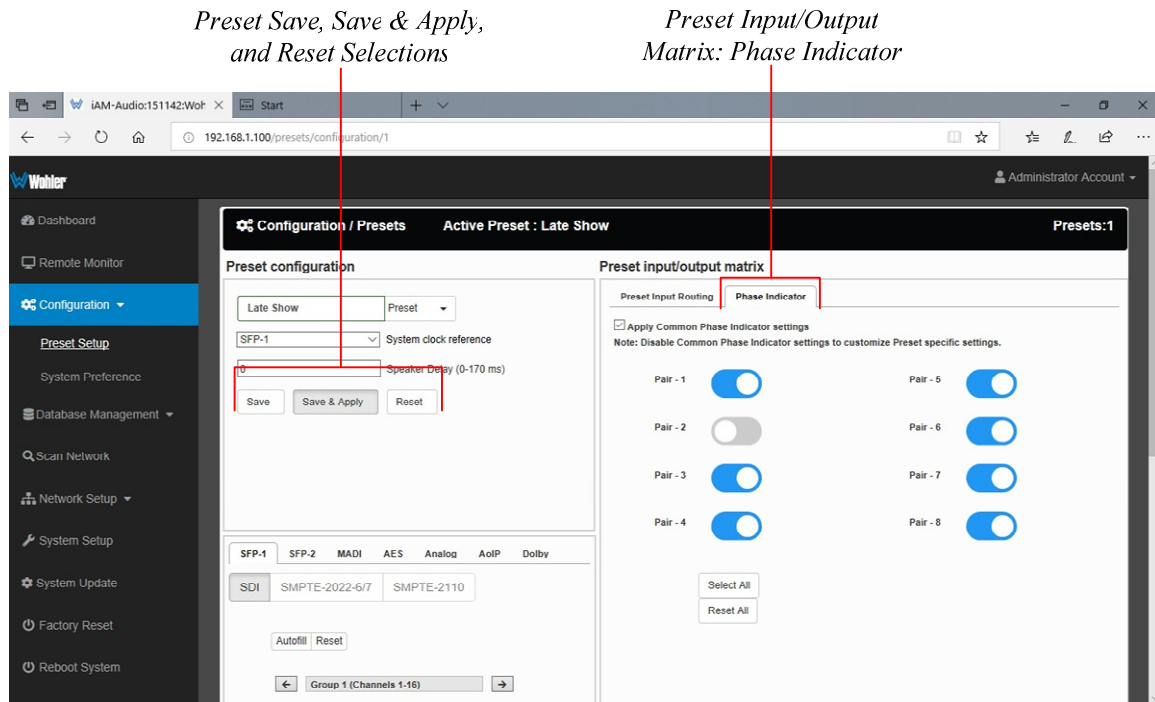 Preset Save, Save & Apply,
and Reset Selections
Preset Input/Output
Matrix: Phase Indicator
iAM-Audio:151142:Woh
Start
192.168.1.100/presets/configuration/1
Wohler
Administrator Account
Dashboard
Remote Monitor
Configuration
Preset Setup
System Preference
Database Management
Scan Network
Network Setup
System Setup
System Update
Factory Reset
Reboot System
Configuration / Presets
Active Preset : Late Show
Presets:1
Preset configuration
Late Show
Preset
SFP-1
System clock reference
0
Speaker Delay (0-170 ms)
Save
Save & Apply
Reset
SFP-1 SFP-2 MADI AES Analog AoIP Dolby
SDI SMPTE-2022-6/7 SMPTE-2110
Autofill Reset
Group 1 (Channels 1-16)
Preset input/output matrix
Preset Input Routing
Phase Indicator
Apply Common Phase Indicator settings
Note: Disable Common Phase Indicator settings to customize Preset specific settings.
Pair - 1
Pair - 5
Pair - 2
Pair - 6
Pair - 3
Pair - 7
Pair - 4
Pair - 8
Select All
Reset All